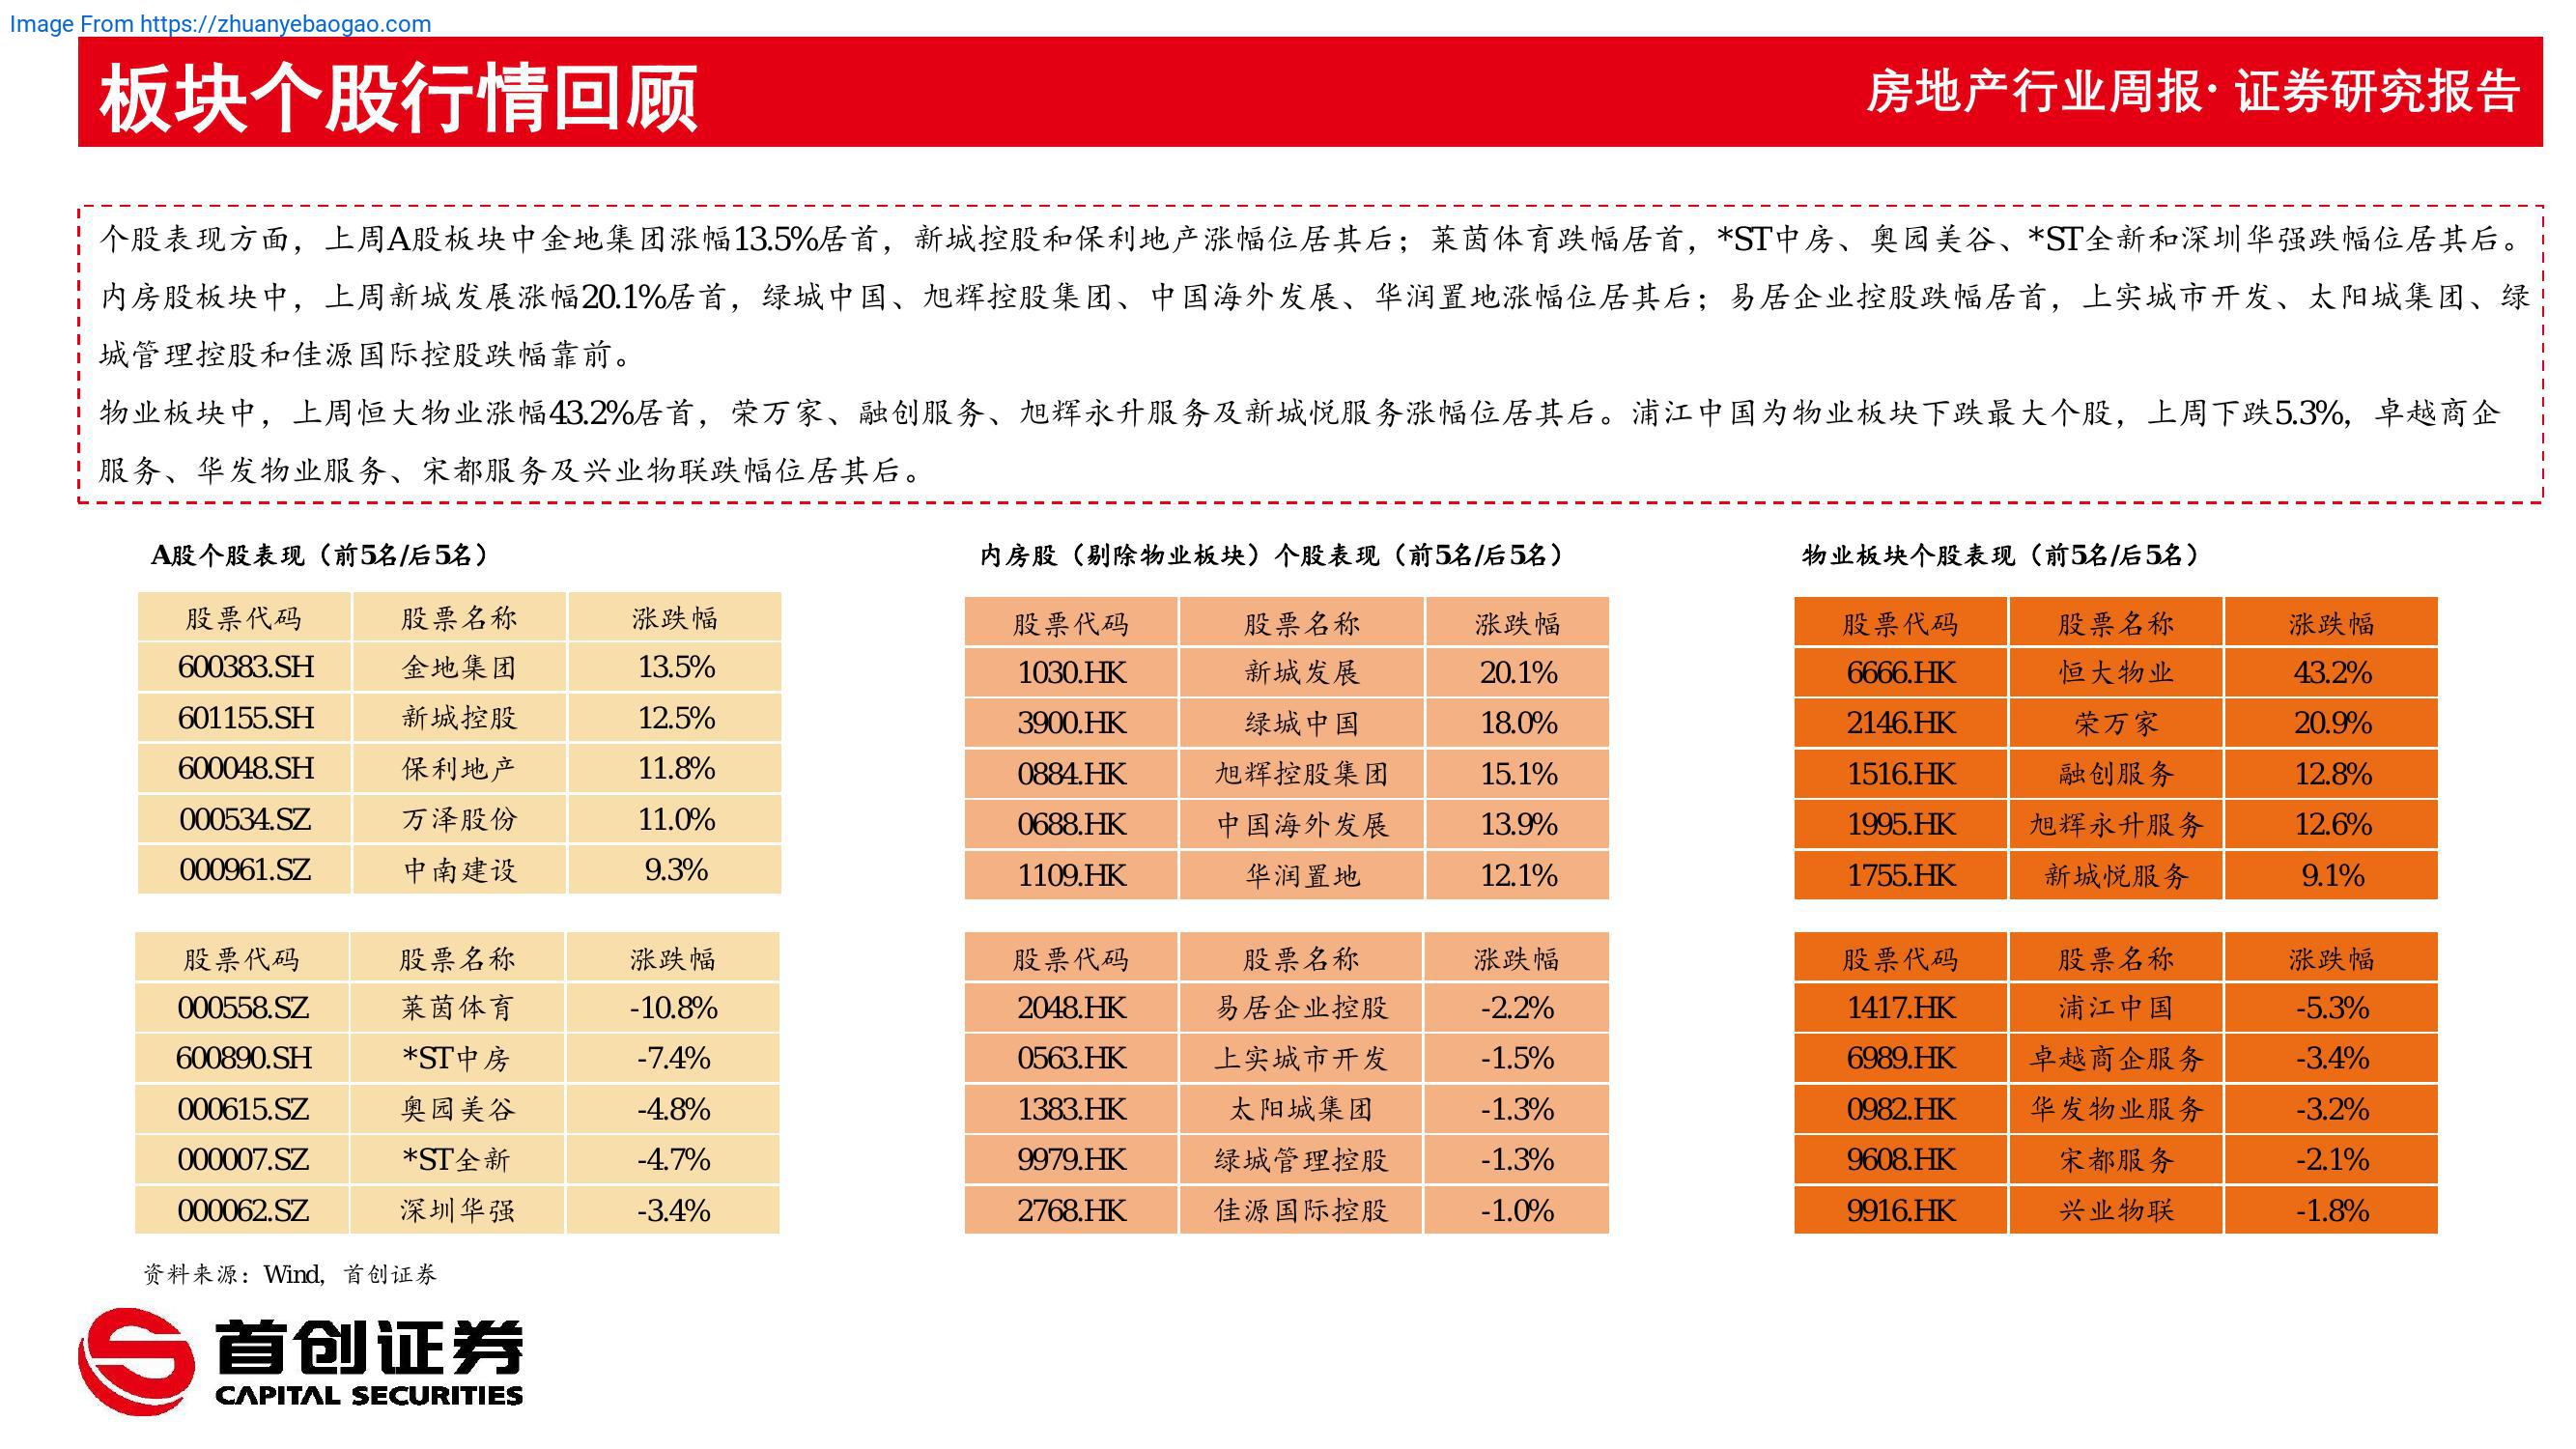 Image From https://zhuanyebaogao.com
板块个股行情回顾
房地产行业周报·证券研究报告
个股表现方面，上周A股板块中金地集团涨幅13.5%居首，新城控股和保利地产涨幅位居其后；莱茵体育跌幅居首，*ST中房、奥园美谷、*ST全新和深圳华强跌幅位居其后。
内房股板块中，上周新城发展涨幅20.1%居首，绿城中国、旭辉控股集团、中国海外发展、华润置地涨幅位居其后；易居企业控股跌幅居首，上实城市开发、太阳城集团、绿
城管理控股和佳源国际控股跌幅靠前。
物业板块中，上周恒大物业涨幅43.2%居首，荣万家、融创服务、旭辉永升服务及新城悦服务涨幅位居其后。浦江中国为物业板块下跌最大个股，上周下跌5.3%，卓越商企
服务、华发物业服务、宋都服务及兴业物联跌幅位居其后。
A股个股表现（前5名/后5名）
股票代码 股票名称 涨跌幅
600383.SH 金地集团 13.5%
601155.SH 新城控股 12.5%
600048.SH 保利地产 11.8%
000534.SZ 万泽股份 11.0%
000961.SZ 中南建设 9.3%
股票代码 股票名称 涨跌幅
000558.SZ 莱茵体育 -10.8%
600890.SH *ST中房 -7.4%
000615.SZ 奥园美谷 -4.8%
000007.SZ *ST全新 -4.7%
000062.SZ 深圳华强 -3.4%
内房股（剔除物业板块）个股表现（前5名/后5名）
股票代码 股票名称 涨跌幅
1030.HK 新城发展 20.1%
3900.HK 绿城中国 18.0%
0884.HK 旭辉控股集团 15.1%
0688.HK 中国海外发展 13.9%
1109.HK 华润置地 12.1%
股票代码 股票名称 涨跌幅
2048.HK 易居企业控股 -2.2%
0563.HK 上实城市开发 -1.5%
1383.HK 太阳城集团 -1.3%
9979.HK 绿城管理控股 -1.3%
2768.HK 佳源国际控股 -1.0%
物业板块个股表现（前5名/后5名）
股票代码 股票名称 涨跌幅
6666.HK 恒大物业 43.2%
2146.HK 荣万家 20.9%
1516.HK 融创服务 12.8%
1995.HK 旭辉永升服务 12.6%
1755.HK 新城悦服务 9.1%
股票代码 股票名称 涨跌幅
1417.HK 浦江中国 -5.3%
6989.HK 卓越商企服务 -3.4%
0982.HK 华发物业服务 -3.2%
9608.HK 宋都服务 -2.1%
9916.HK 兴业物联 -1.8%
资料来源：Wind，首创证券
首创证券
CAPITAL SECURITIES